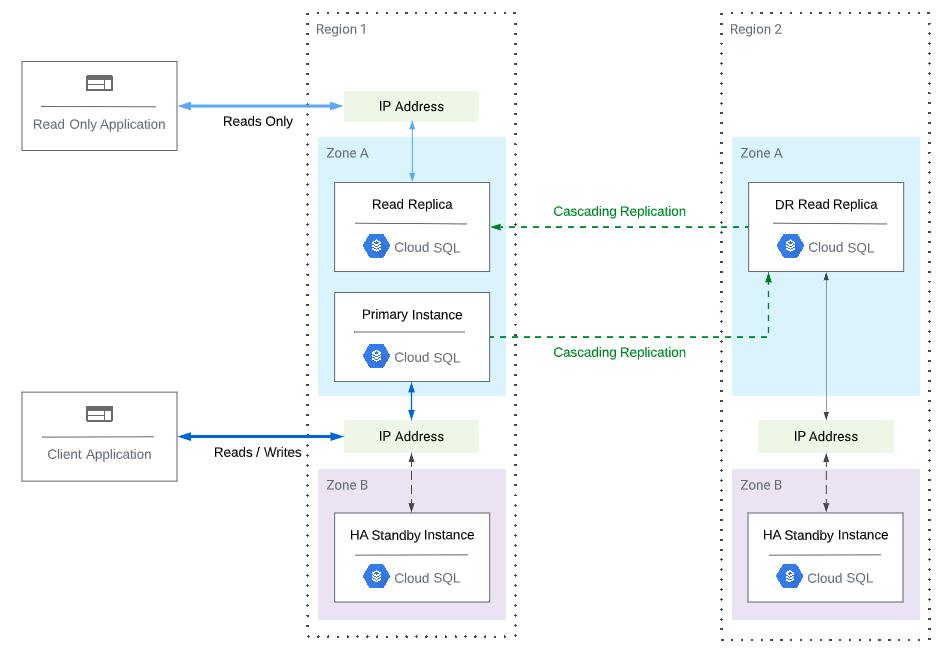 Region 1
Region 2
Read Only Application
Reads Only
IP Address
Zone A
Zone A
Read Replica
Cloud SQL
Cascading Replication
DR Read Replica
Cloud SQL
Primary Instance
Cloud SQL
Cascading Replication
Client Application
Reads / Writes
IP Address
IP Address
Zone B
Zone B
HA Standby Instance
Cloud SQL
HA Standby Instance
Cloud SQL